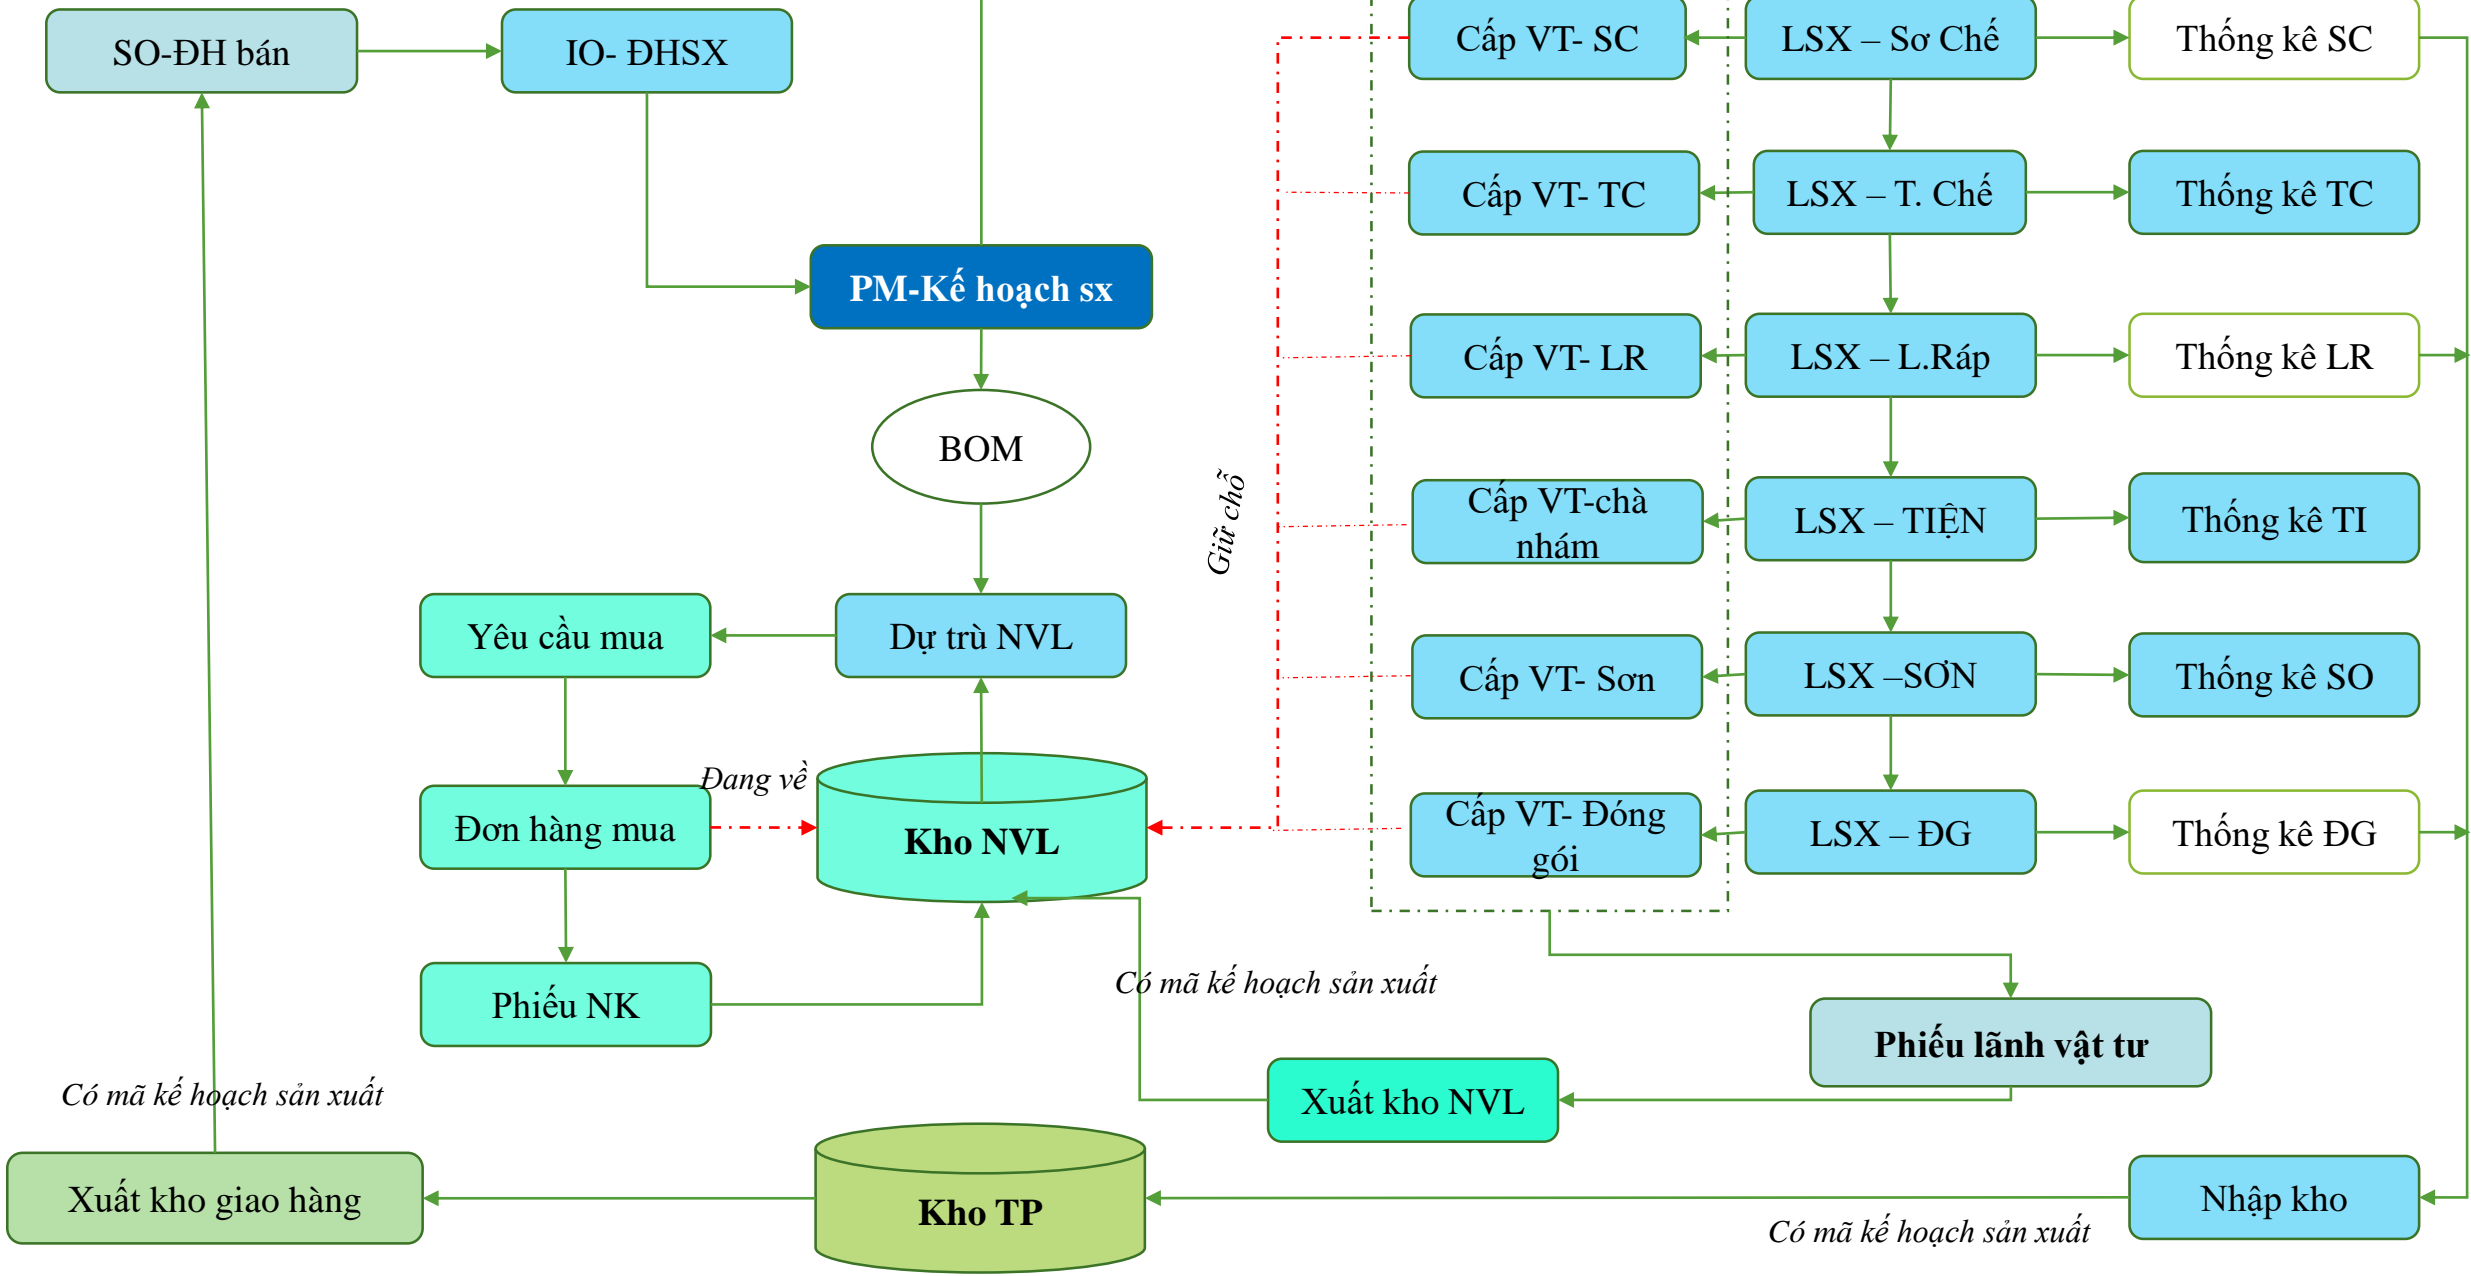 SO-ĐH bán
IO- ĐHSX
Cấp VT- SC
LSX – Sơ Chế
Thống kê SC
Cấp VT- TC
LSX – T. Chế
Thống kê TC
PM-Kế hoạch sx
Cấp VT- LR
LSX – L.Ráp
Thống kê LR
BOM
Giữ chỗ
Cấp VT-chà
nhám
LSX – TIỆN
Thống kê TI
Yêu cầu mua
Dự trù NVL
Cấp VT- Sơn
LSX –SƠN
Thống kê SO
Đang về
Đơn hàng mua
Kho NVL
Cấp VT- Đóng
gói
LSX – ĐG
Thống kê ĐG
Phiếu NK
Có mã kế hoạch sản xuất
Phiếu lãnh vật tư
Có mã kế hoạch sản xuất
Xuất kho NVL
Xuất kho giao hàng
Kho TP
Nhập kho
Có mã kế hoạch sản xuất